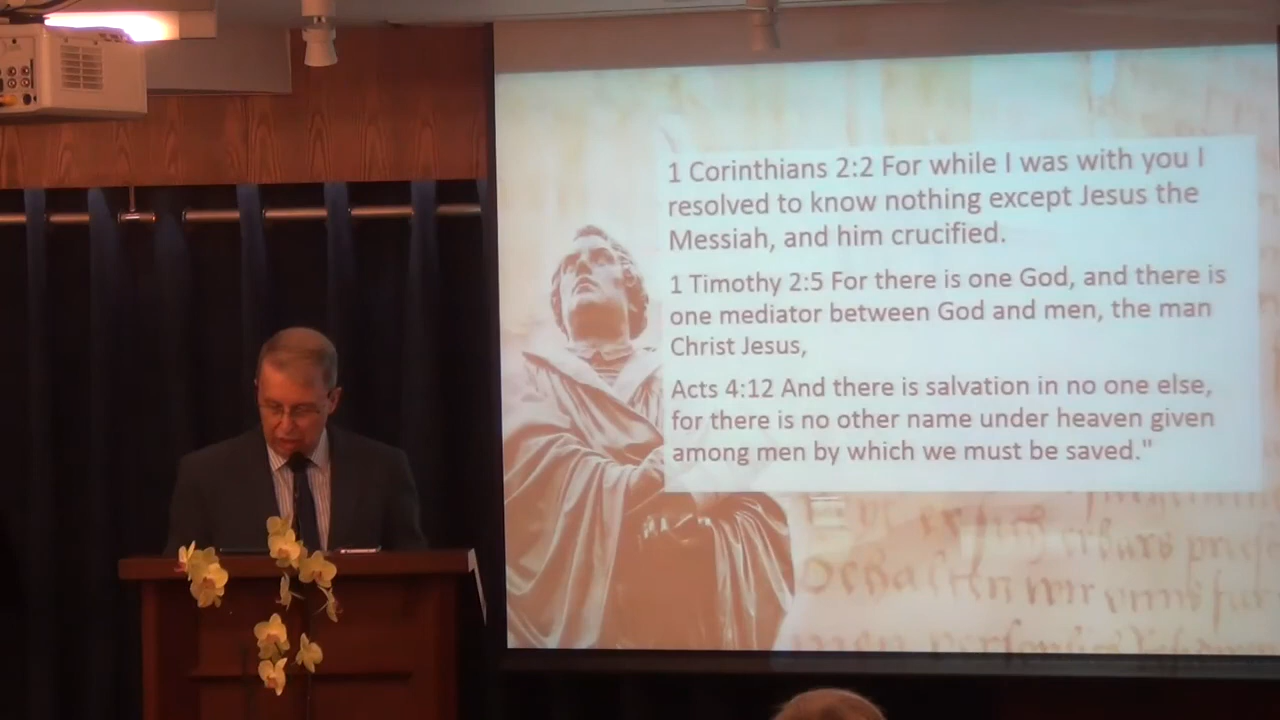 1 Corinthians 2:2 For while I was with you I
resolved to know nothing except Jesus the
Messiah, and him crucified.
1 Timothy 2:5 For there is one God, and there is
one mediator between God and men, the man
Christ Jesus,
Acts 4:12 And there is salvation in no one else,
for there is no other name under heaven given
among men by which we must be saved."